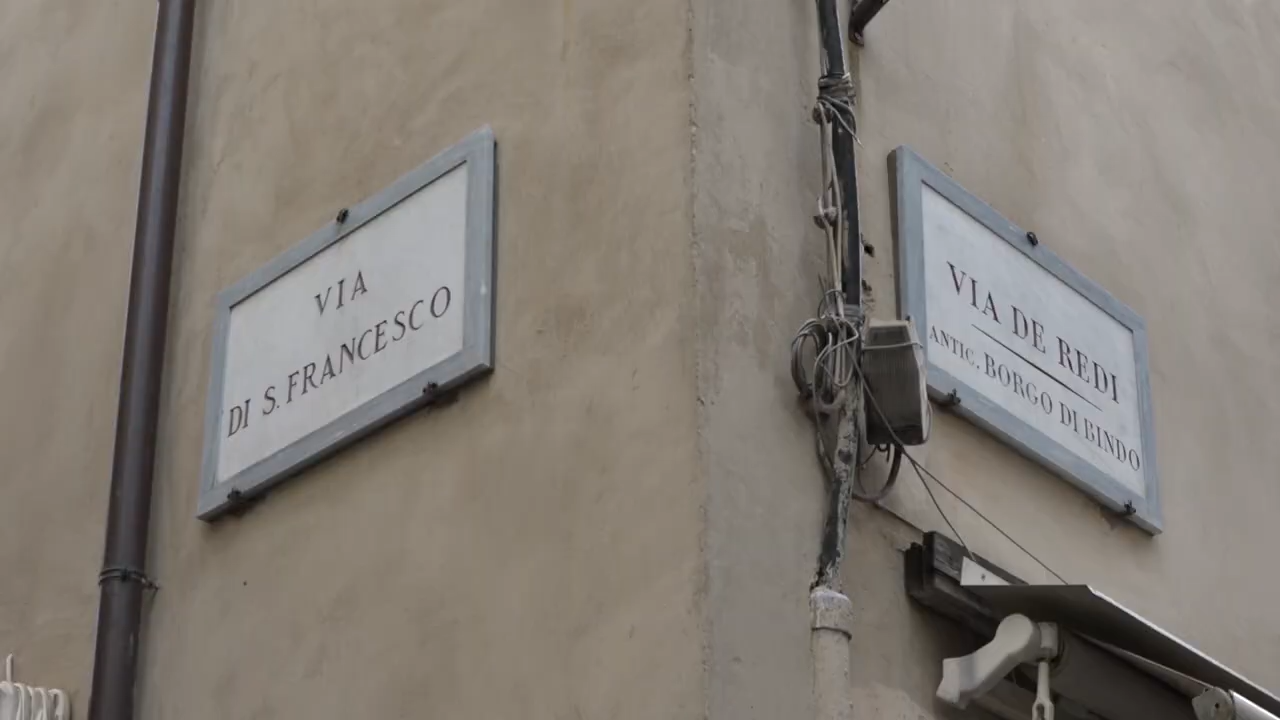 VIA
DI S. FRANCESCO
VIA DE REDI
ANTIC. BORGO DI BINDO